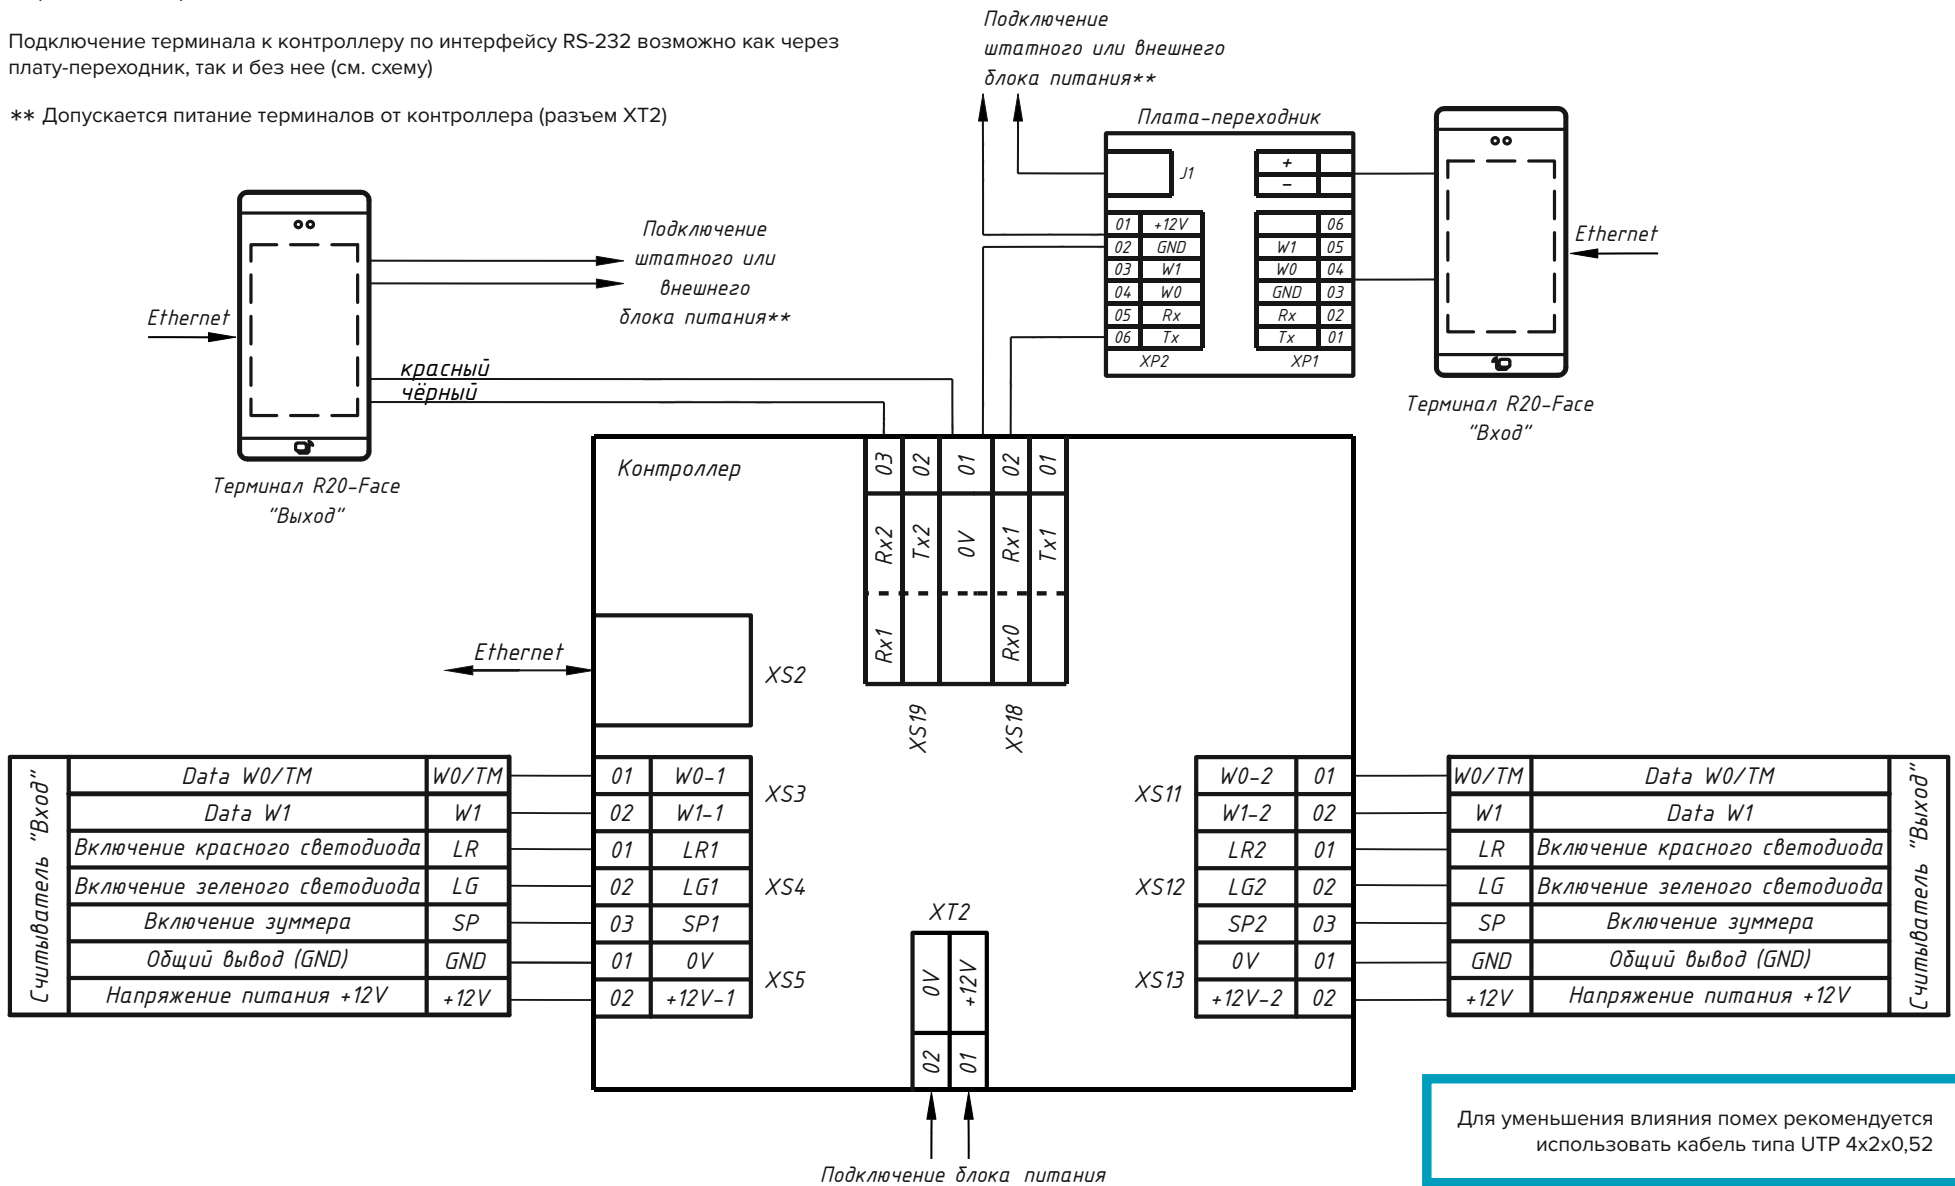 Подключение терминала к контроллеру по интерфейсу RS-232 возможно как через
плату-переходник, так и без нее (см. схему)
** Допускается питание терминалов от контроллера (разъем XT2)
Подключение
штатного или внешнего
блока питания**
Плата-переходник
J1
+
–
01 +12V
02 GND
03 W1
04 W0
05 Rx
06 Tx
XP2
06
W1 05
W0 04
GND 03
Rx 02
Tx 01
XP1
Ethernet
Терминал R20-Face
"Вход"
Подключение
штатного или
внешнего
блока питания**
Ethernet
красный
чёрный
Терминал R20-Face
"Выход"
Контроллер
03 02 01 02 01
Rx2 Tx2 0V Rx1 Tx1
Rx1 Rx0
XS19 XS18
Ethernet
XS2
Считыватель "Вход"
Data W0/TM W0/TM 01 W0-1
Data W1 W1 02 W1-1
XS3
Включение красного светодиода LR 01 LR1
Включение зеленого светодиода LG 02 LG1
Включение зуммера SP 03 SP1
XS4
Общий вывод (GND) GND 01 0V
Напряжение питания +12V +12V 02 +12V-1
XS5
XS11
W0-2 01 W0/TM Data W0/TM
W1-2 02 W1 Data W1
XS12
LR2 01 LR Включение красного светодиода
LG2 02 LG Включение зеленого светодиода
SP2 03 SP Включение зуммера
XS13
0V 01 GND Общий вывод (GND)
+12V-2 02 +12V Напряжение питания +12V
Считыватель "Выход"
XT2
0V +12V
02 01
Подключение блока питания
Для уменьшения влияния помех рекомендуется
использовать кабель типа UTP 4x2x0,52